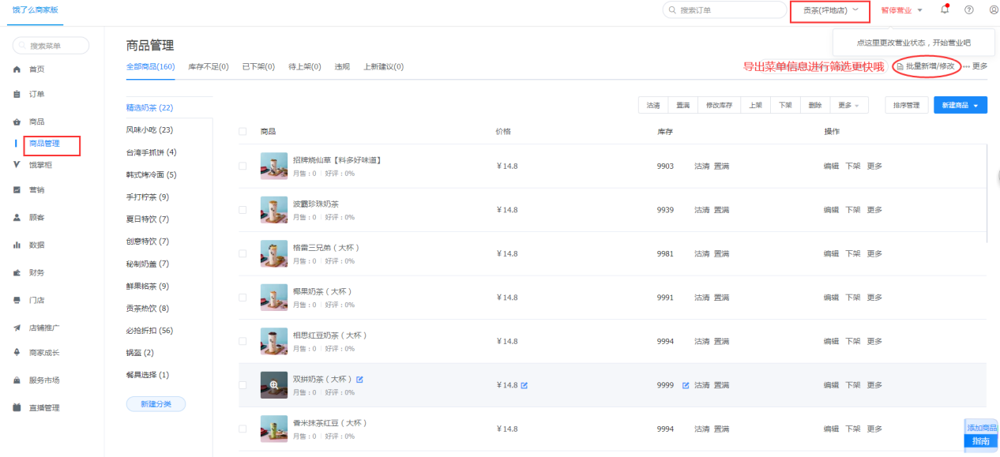 饿了么商家版
搜索订单
贡茶(坪地店)
暂停营业
点这里更改营业状态，开始营业吧
搜索菜单
首页
订单
商品
商品管理
饿掌柜
营销
顾客
数据
财务
门店
店铺推广
商家成长
服务市场
直播管理
商品管理
全部商品(160) 库存不足(0) 已下架(0) 待上架(0) 违规 上新建议(0)
导出菜单信息进行筛选更快哦
批量新增/修改 更多
精选奶茶 (22)
风味小吃 (23)
台湾手抓饼 (4)
韩式烤冷面 (5)
手打柠茶 (9)
夏日特饮 (7)
创意特饮 (7)
秘制奶盖 (7)
鲜果铭茶 (9)
贡茶热饮 (8)
必抢折扣 (56)
锅盔 (2)
餐具选择 (1)
新建分类
沽清 置满 修改库存 上架 下架 删除 更多 排序管理 新建商品
商品 价格 库存 操作
招牌烧仙草【料多好味道】
月售：0 好评：0%
¥14.8 9903 沽清 置满 编辑 下架 更多
波霸珍珠奶茶
月售：0 好评：0%
¥14.8 9939 沽清 置满 编辑 下架 更多
格雷三兄弟（大杯）
月售：0 好评：0%
¥14.8 9981 沽清 置满 编辑 下架 更多
椰果奶茶（大杯）
月售：0 好评：0%
¥14.8 9991 沽清 置满 编辑 下架 更多
相思红豆奶茶（大杯）
月售：0 好评：0%
¥14.8 9994 沽清 置满 编辑 下架 更多
双拼奶茶（大杯）
月售：0 好评：0%
¥14.8 9999 沽清 置满 编辑 下架 更多
香米抹茶红豆（大杯）
月售：0 好评：0%
¥14.8 9994 沽清 置满 编辑 下架 更多
添加商品
指南